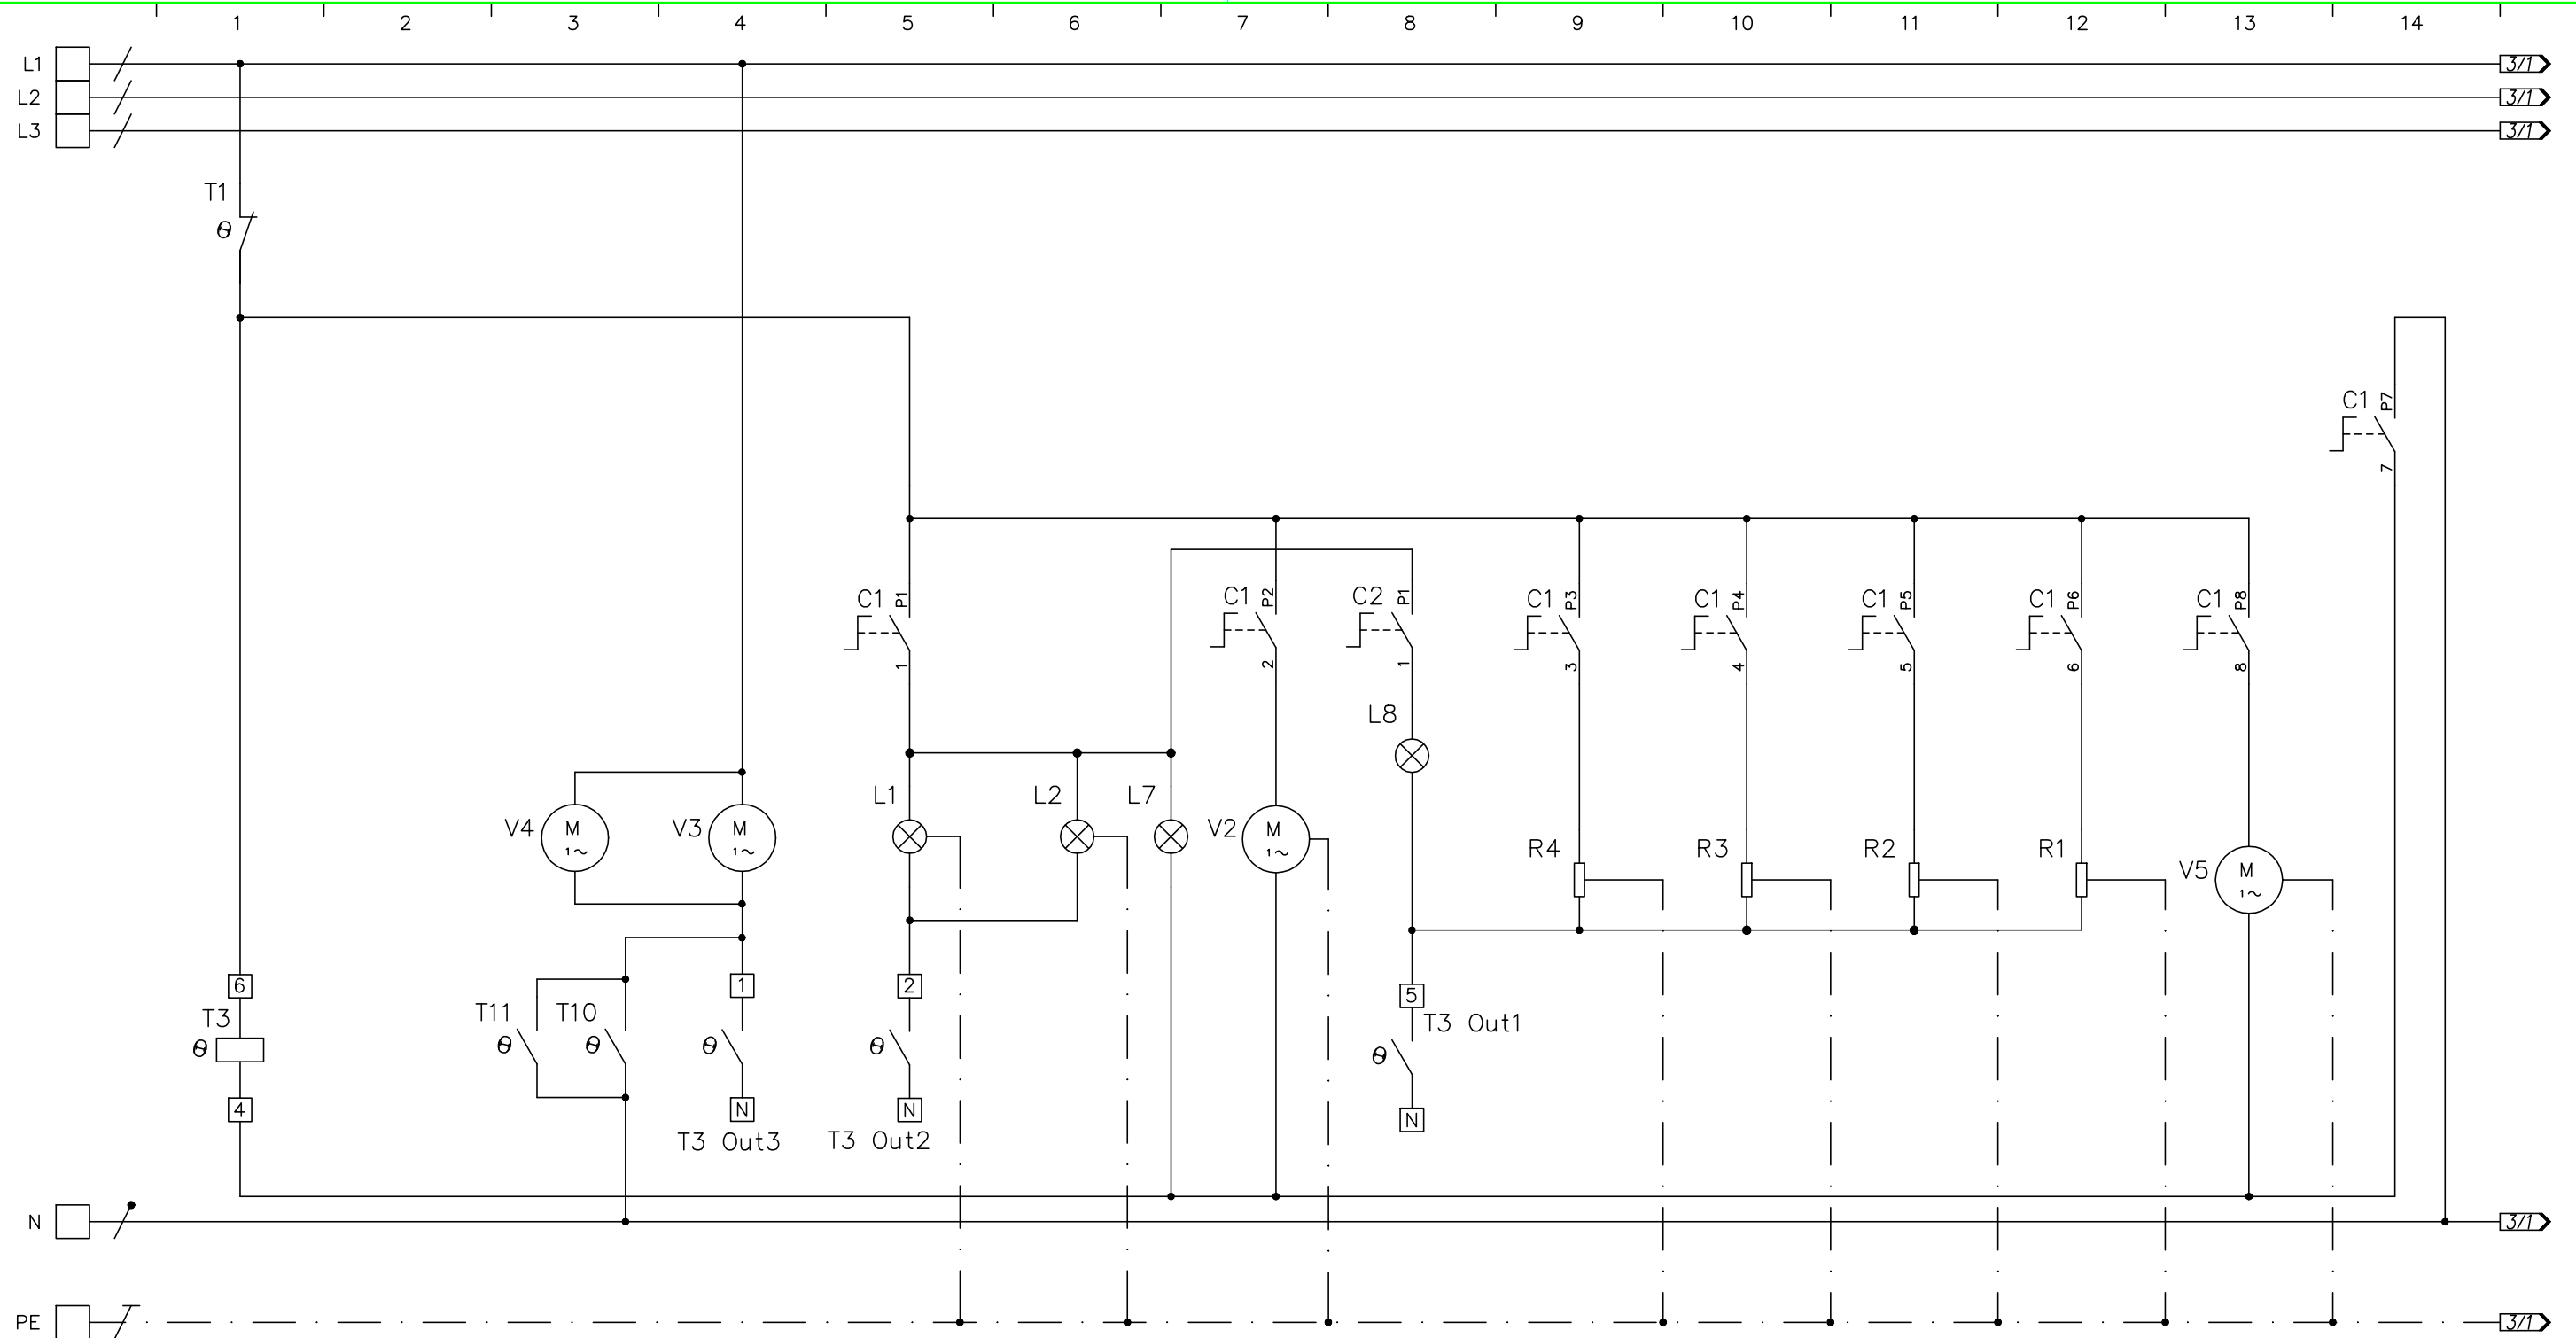 1 2 3 4 5 6 7 8 9 10 11 12 13 14
L1 3/1
L2 3/1
L3 3/1
T1
θ
C1 P7
7
C1 P1
1
C1 P2
2
C2 P1
1
C1 P3
3
C1 P4
4
C1 P5
5
C1 P6
6
C1 P8
8
L8
V4 M 1~
V3 M 1~
L1
L2
L7
V2 M 1~
R4
R3
R2
R1
V5 M 1~
6
T3
θ
4
T11
θ
T10
θ
1
θ
N
T3 Out3
2
θ
N
T3 Out2
5
T3 Out1
θ
N
N 3/1
PE 3/1